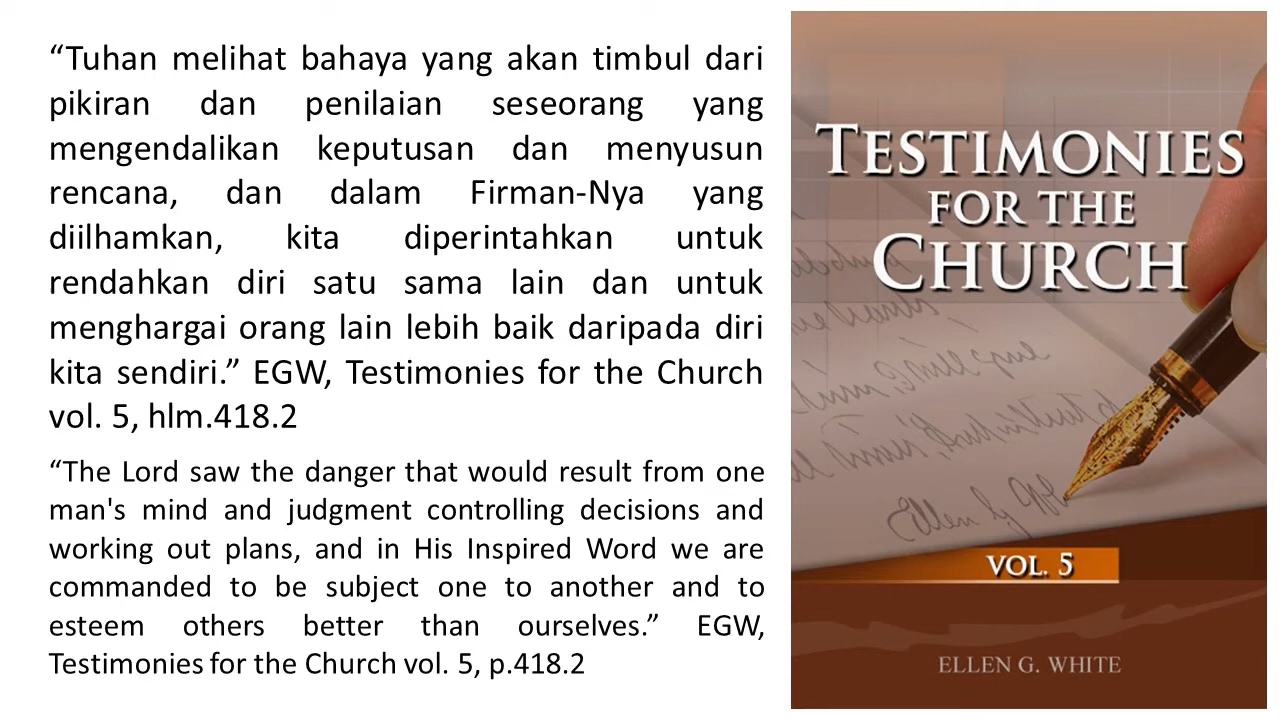 “Tuhan melihat bahaya yang akan timbul dari
pikiran dan penilaian seseorang yang
mengendalikan keputusan dan menyusun
rencana, dan dalam Firman-Nya yang
diilhamkan, kita diperintahkan untuk
rendahkan diri satu sama lain dan untuk
menghargai orang lain lebih baik daripada diri
kita sendiri.” EGW, Testimonies for the Church
vol. 5, hlm.418.2
“The Lord saw the danger that would result from one
man's mind and judgment controlling decisions and
working out plans, and in His Inspired Word we are
commanded to be subject one to another and to
esteem others better than ourselves.” EGW,
Testimonies for the Church vol. 5, p.418.2
TESTIMONIES
FOR THE
CHURCH
VOL. 5
ELLEN G. WHITE